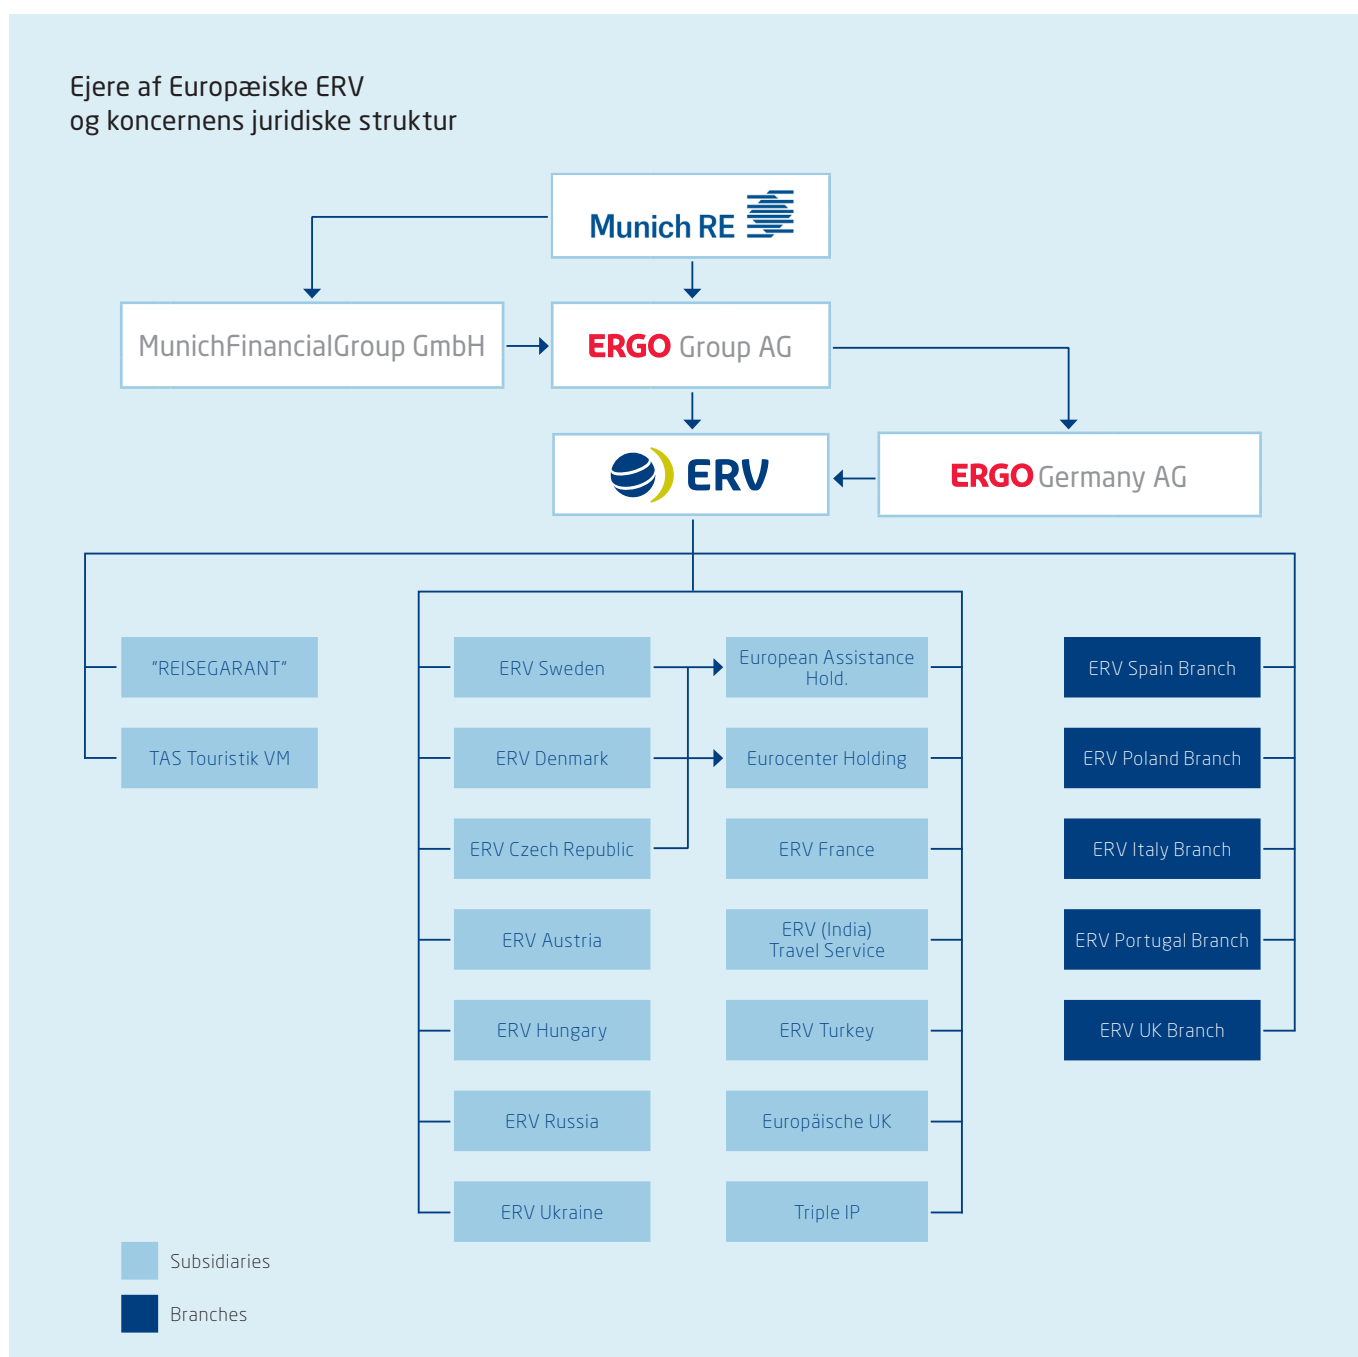 Ejere af Europæiske ERV
og koncernens juridiske struktur
Munich RE
MunichFinancialGroup GmbH
ERGO Group AG
ERV
ERGO Germany AG
"REISEGARANT"
TAS Touristik VM
ERV Sweden
ERV Denmark
ERV Czech Republic
ERV Austria
ERV Hungary
ERV Russia
ERV Ukraine
European Assistance
Hold.
Eurocenter Holding
ERV France
ERV (India)
Travel Service
ERV Turkey
Europäische UK
Triple IP
ERV Spain Branch
ERV Poland Branch
ERV Italy Branch
ERV Portugal Branch
ERV UK Branch
Subsidiaries
Branches